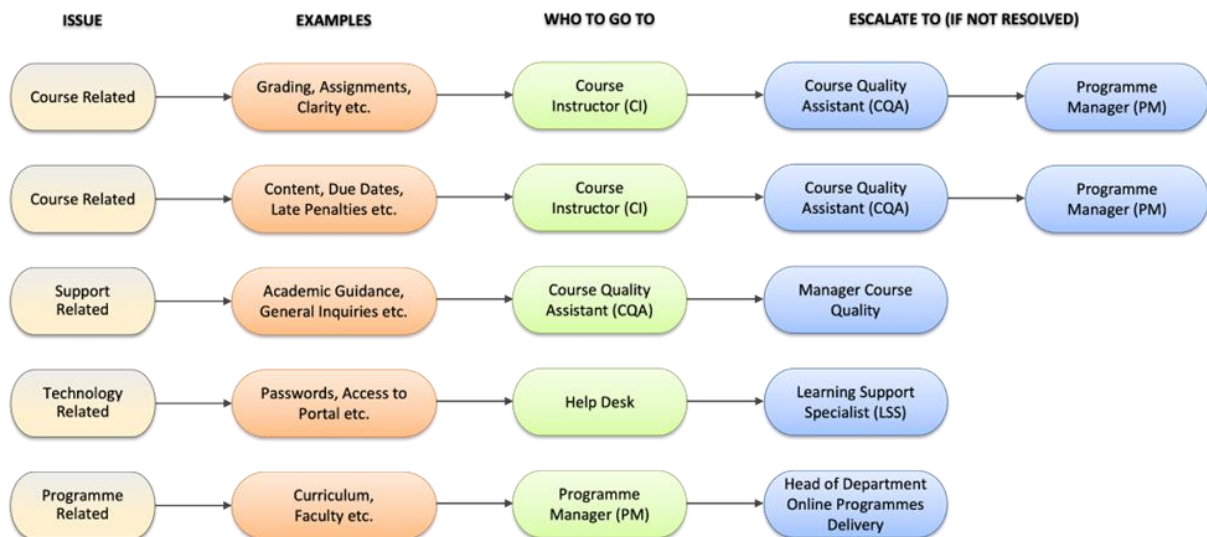 ISSUE
EXAMPLES
WHO TO GO TO
ESCALATE TO (IF NOT RESOLVED)
Course Related
Grading, Assignments,
Clarity etc.
Course
Instructor (CI)
Course Quality
Assistant (CQA)
Programme
Manager (PM)
Course Related
Content, Due Dates,
Late Penalties etc.
Course
Instructor (CI)
Course Quality
Assistant (CQA)
Programme
Manager (PM)
Support
Related
Academic Guidance,
General Inquiries etc.
Course Quality
Assistant (CQA)
Manager Course
Quality
Technology
Related
Passwords, Access to
Portal etc.
Help Desk
Learning Support
Specialist (LSS)
Programme
Related
Curriculum,
Faculty etc.
Programme
Manager (PM)
Head of Department
Online Programmes
Delivery